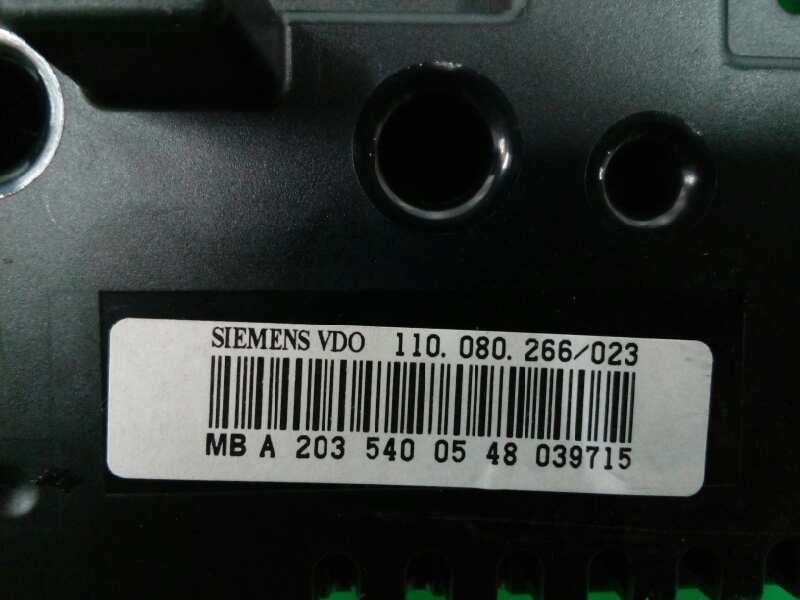 SIEMENS VDO 110.080.266/023
MB A 203 540 05 48 039715